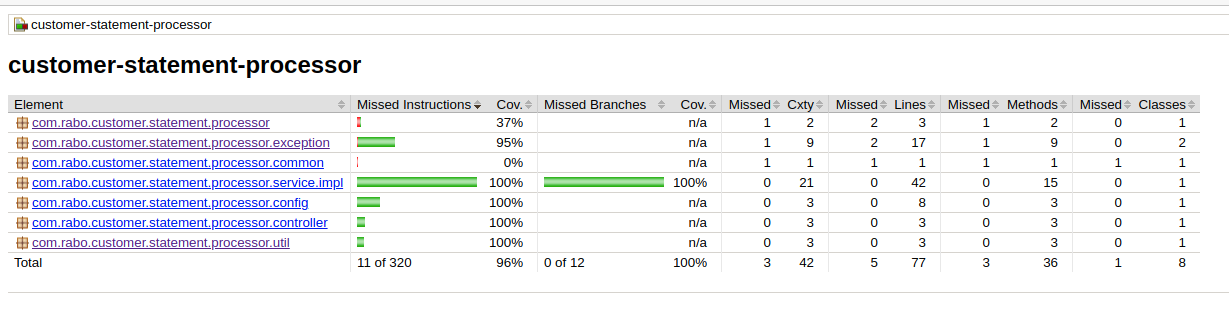 customer-statement-processor
customer-statement-processor
Element Missed Instructions Cov. Missed Branches Cov. Missed Cxty Missed Lines Missed Methods Missed Classes
com.rabo.customer.statement.processor 37% n/a 1 2 2 3 1 2 0 1
com.rabo.customer.statement.processor.exception 95% n/a 1 9 2 17 1 9 0 2
com.rabo.customer.statement.processor.common 0% n/a 1 1 1 1 1 1 1 1
com.rabo.customer.statement.processor.service.impl 100% 100% 0 21 0 42 0 15 0 1
com.rabo.customer.statement.processor.config 100% n/a 0 3 0 8 0 3 0 1
com.rabo.customer.statement.processor.controller 100% n/a 0 3 0 3 0 3 0 1
com.rabo.customer.statement.processor.util 100% n/a 0 3 0 3 0 3 0 1
Total 11 of 320 96% 0 of 12 100% 3 42 5 77 3 36 1 8